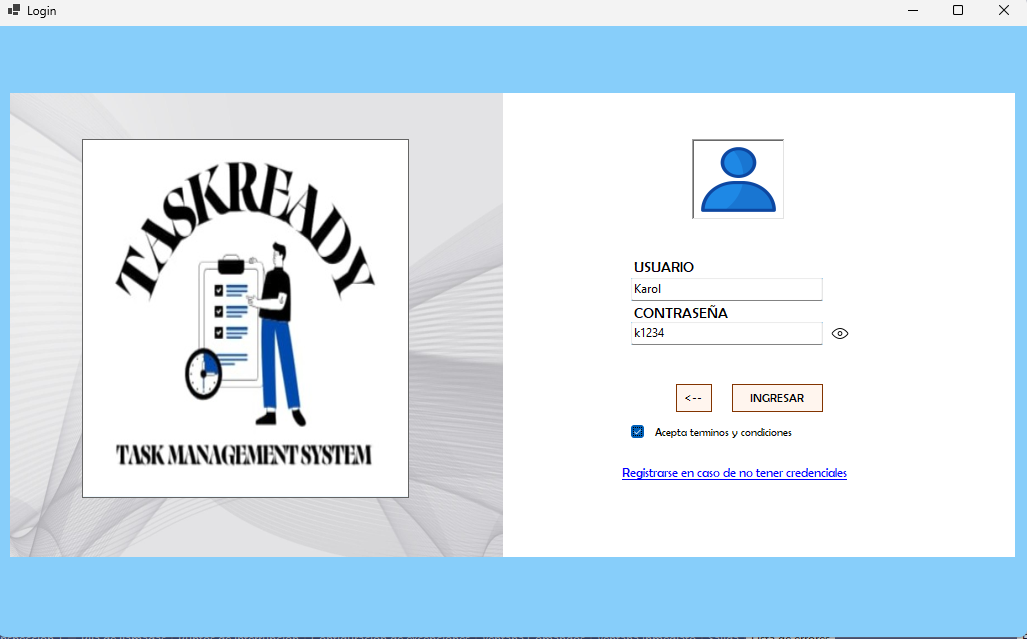 Login
TASKREADY
TASK MANAGEMENT SYSTEM
USUARIO
Karol
CONTRASEÑA
k1234
<--
INGRESAR
Acepta terminos y condiciones
Registrarse en caso de no tener credenciales